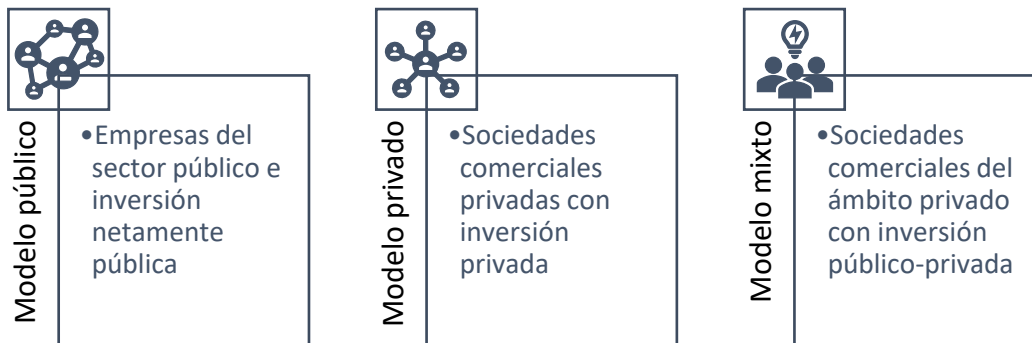 Modelo público
•Empresas del
sector público e
inversión
netamente
pública
Modelo privado
•Sociedades
comerciales
privadas con
inversión
privada
Modelo mixto
•Sociedades
comerciales del
ámbito privado
con inversión
público-privada